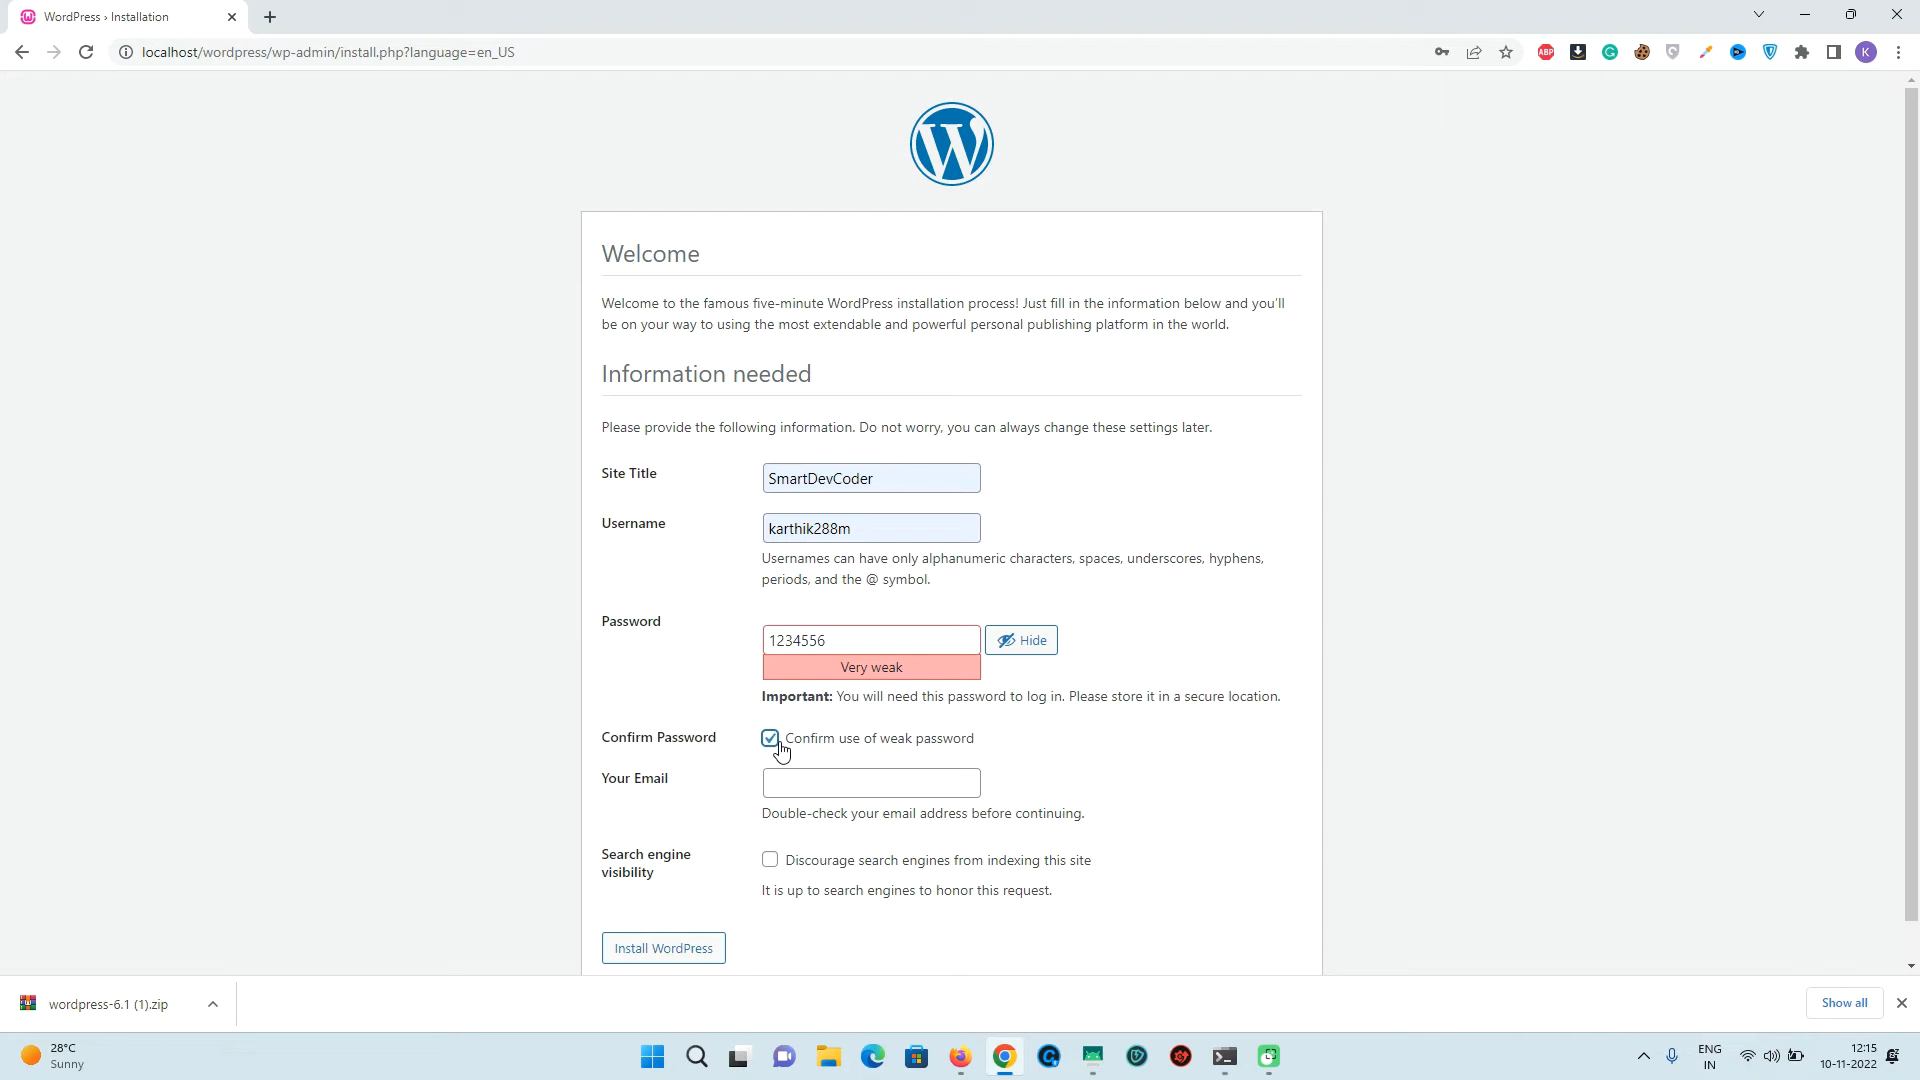 WordPress › Installation
localhost/wordpress/wp-admin/install.php?language=en_US
ABP
K
Welcome
Welcome to the famous five-minute WordPress installation process! Just fill in the information below and you'll
be on your way to using the most extendable and powerful personal publishing platform in the world.
Information needed
Please provide the following information. Do not worry, you can always change these settings later.
Site Title
SmartDevCoder
Username
karthik288m
Usernames can have only alphanumeric characters, spaces, underscores, hyphens,
periods, and the @ symbol.
Password
1234556
Hide
Very weak
Important: You will need this password to log in. Please store it in a secure location.
Confirm Password
Confirm use of weak password
Your Email
Double-check your email address before continuing.
Search engine
visibility
Discourage search engines from indexing this site
It is up to search engines to honor this request.
Install WordPress
wordpress-6.1 (1).zip
Show all
28°C
Sunny
ENG
IN
12:15
10-11-2022